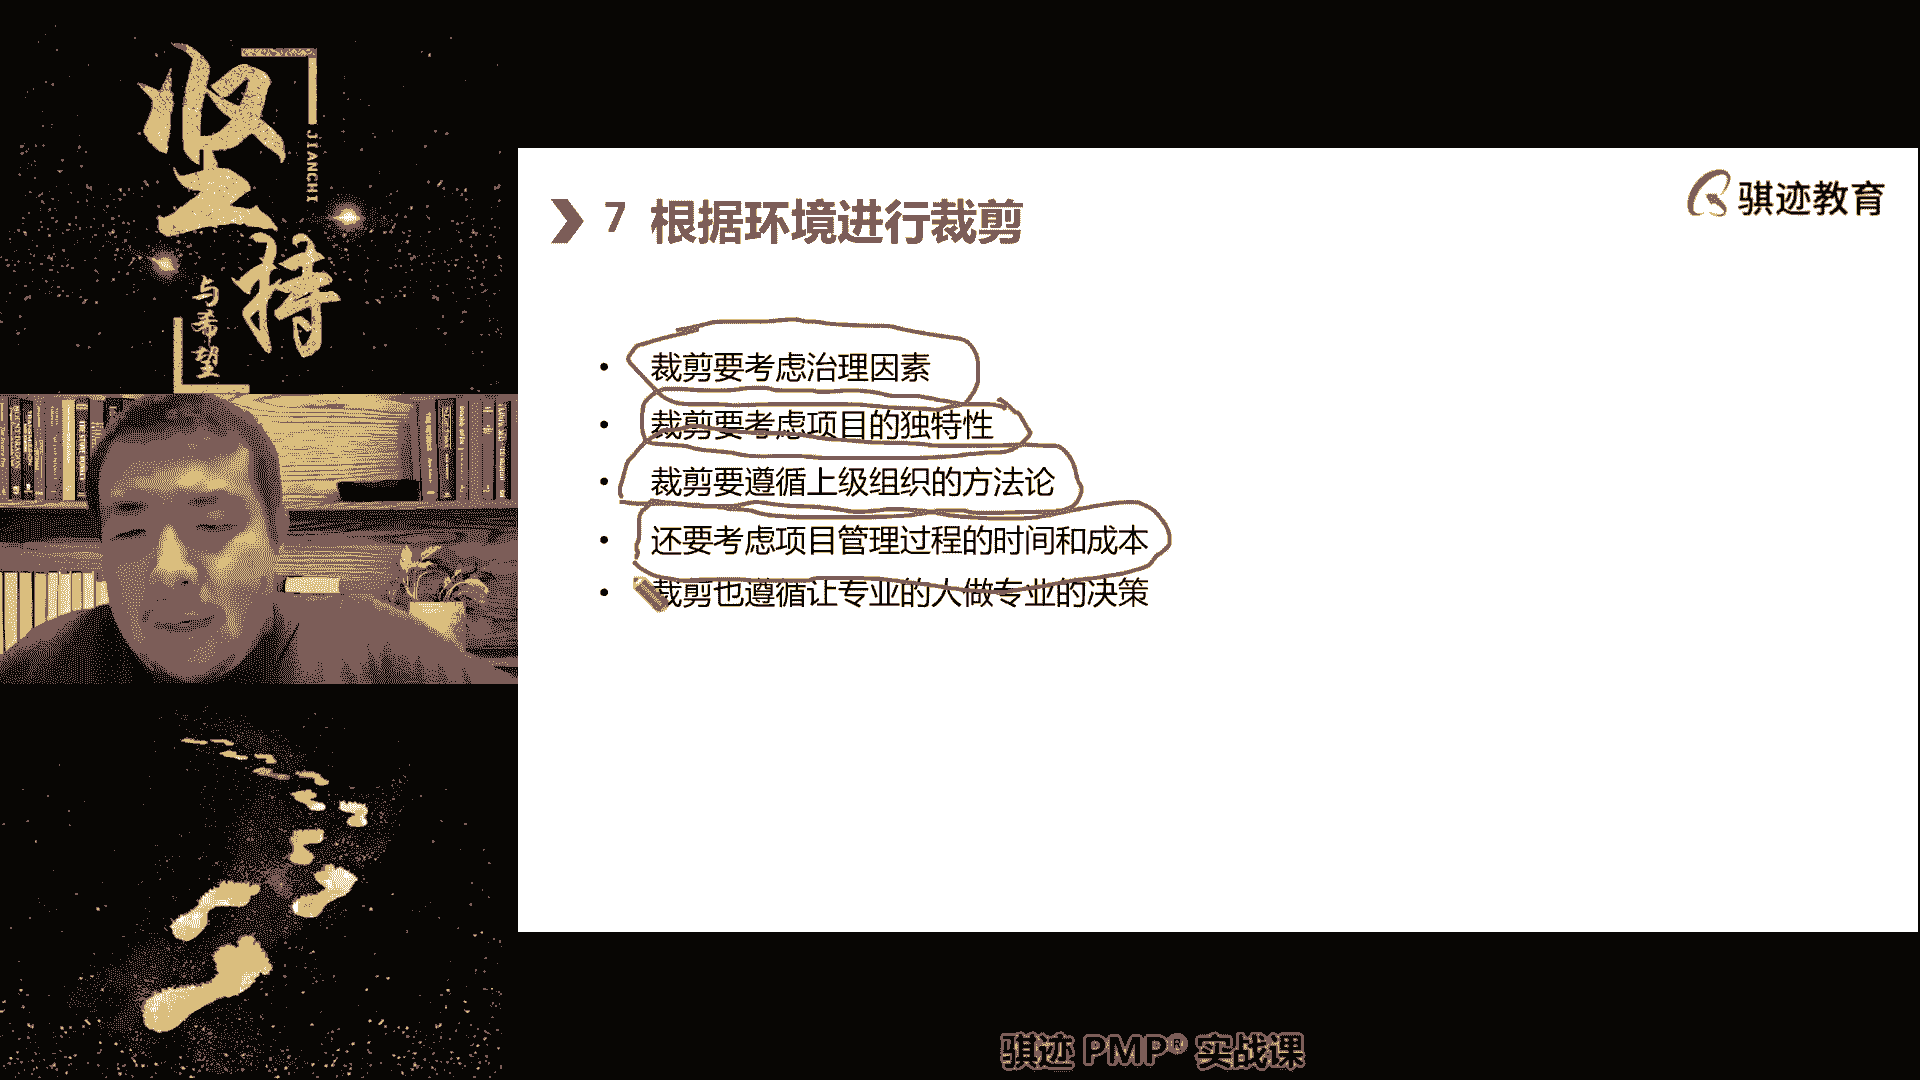 坚持
JIANCHI
与希望
骐迹教育
7 根据环境进行裁剪
• 裁剪要考虑治理因素
• 裁剪要考虑项目的独特性
• 裁剪要遵循上级组织的方法论
• 还要考虑项目管理过程的时间和成本
• 裁剪也遵循让专业的人做专业的决策
骐迹 PMP® 实战课